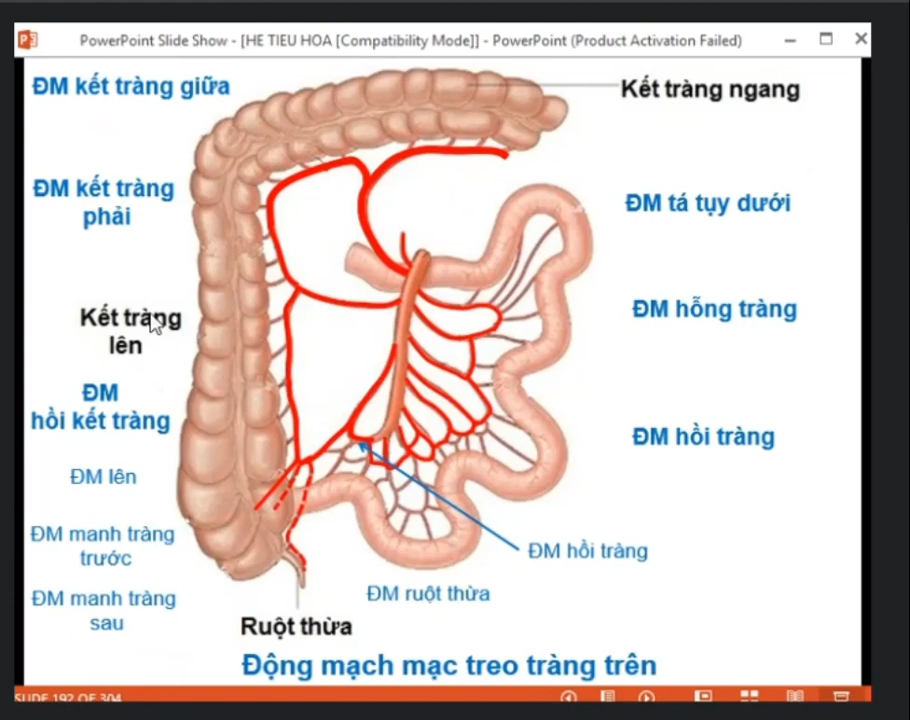 PowerPoint Slide Show - [HE TIEU HOA [Compatibility Mode]] - PowerPoint (Product Activation Failed)
ĐM kết tràng giữa
Kết tràng ngang
ĐM kết tràng
phải
ĐM tá tụy dưới
Kết tràng
lên
ĐM hỗng tràng
ĐM
hồi kết tràng
ĐM hồi tràng
ĐM lên
ĐM manh tràng
trước
ĐM hồi tràng
ĐM manh tràng
sau
ĐM ruột thừa
Ruột thừa
Động mạch mạc treo tràng trên
SLIDE 192 OF 304